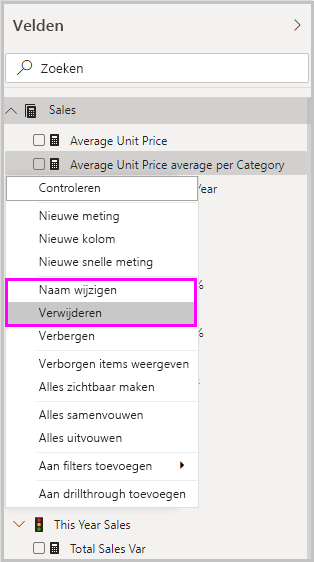 Velden
Zoeken
Sales
Average Unit Price
Average Unit Price average per Category
Controleren
Year
Nieuwe meting
Nieuwe kolom
Nieuwe snelle meting
Naam wijzigen
%
Verwijderen
Verbergen
%
Verborgen items weergeven
Alles zichtbaar maken
Alles samenvouwen
Alles uitvouwen
Aan filters toevoegen
Aan drillthrough toevoegen
This Year Sales
Total Sales Var